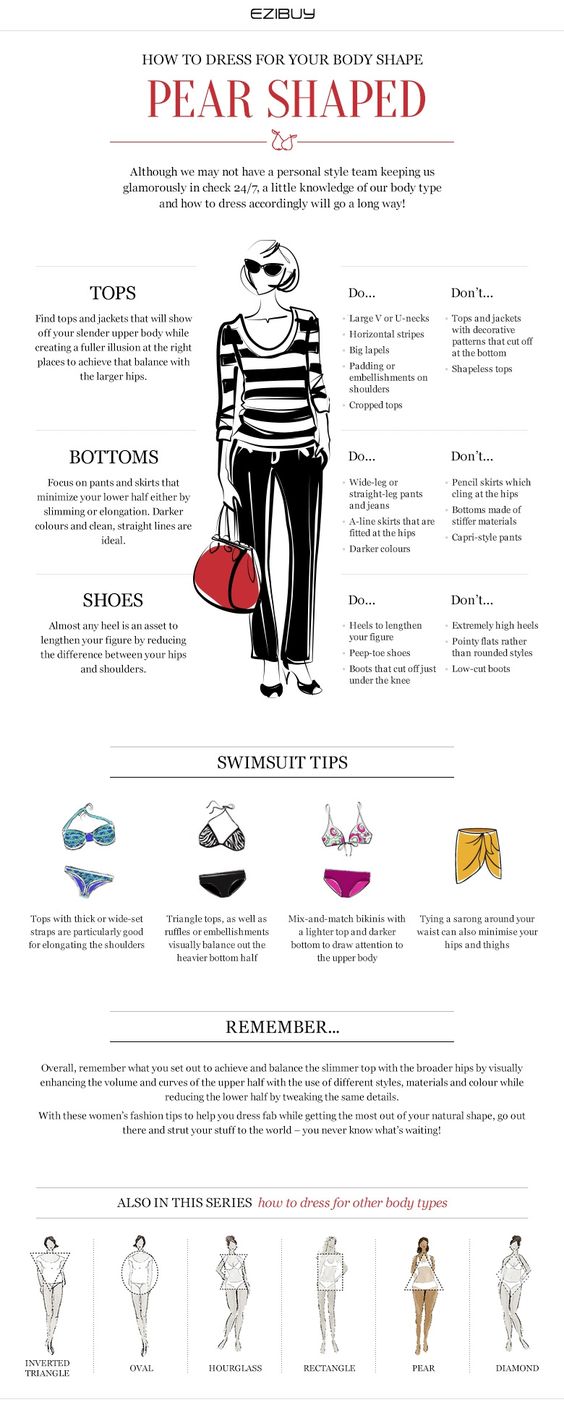 EZIBUY
HOW TO DRESS FOR YOUR BODY SHAPE
PEAR SHAPED
Although we may not have a personal style team keeping us
glamorously in check 24/7, a little knowledge of our body type
and how to dress accordingly will go a long way!
TOPS
Find tops and jackets that will show
off your slender upper body while
creating a fuller illusion at the right
places to achieve that balance with
the larger hips.
Do...
Large V or U-necks
Horizontal stripes
Big lapels
Padding or
embellishments on
shoulders
Cropped tops
Don't...
Tops and jackets
with decorative
patterns that cut off
at the bottom
Shapeless tops
BOTTOMS
Focus on pants and skirts that
minimize your lower half either by
slimming or elongation. Darker
colours and clean, straight lines are
ideal.
Do...
Wide-leg or
straight-leg pants
and jeans
A-line skirts that are
fitted at the hips
Darker colours
Don't...
Pencil skirts which
cling at the hips
Bottoms made of
stiffer materials
Capri-style pants
SHOES
Almost any heel is an asset to
lengthen your figure by reducing
the difference between your hips
and shoulders.
Do...
Heels to lengthen
your figure
Peep-toe shoes
Boots that cut off just
under the knee
Don't...
Extremely high heels
Pointy flats rather
than rounded styles
Low-cut boots
SWIMSUIT TIPS
Tops with thick or wide-set
straps are particularly good
for elongating the shoulders
Triangle tops, as well as
ruffles or embellishments
visually balance out the
heavier bottom half
Mix-and-match bikinis with
a lighter top and darker
bottom to draw attention to
the upper body
Tying a sarong around your
waist can also minimise your
hips and thighs
REMEMBER...
Overall, remember what you set out to achieve and balance the slimmer top with the broader hips by visually
enhancing the volume and curves of the upper half with the use of different styles, materials and colour while
reducing the lower half by tweaking the same details.
With these women's fashion tips to help you dress fab while getting the most out of your natural shape, go out
there and strut your stuff to the world – you never know what's waiting!
ALSO IN THIS SERIES how to dress for other body types
INVERTED
TRIANGLE
OVAL
HOURGLASS
RECTANGLE
PEAR
DIAMOND